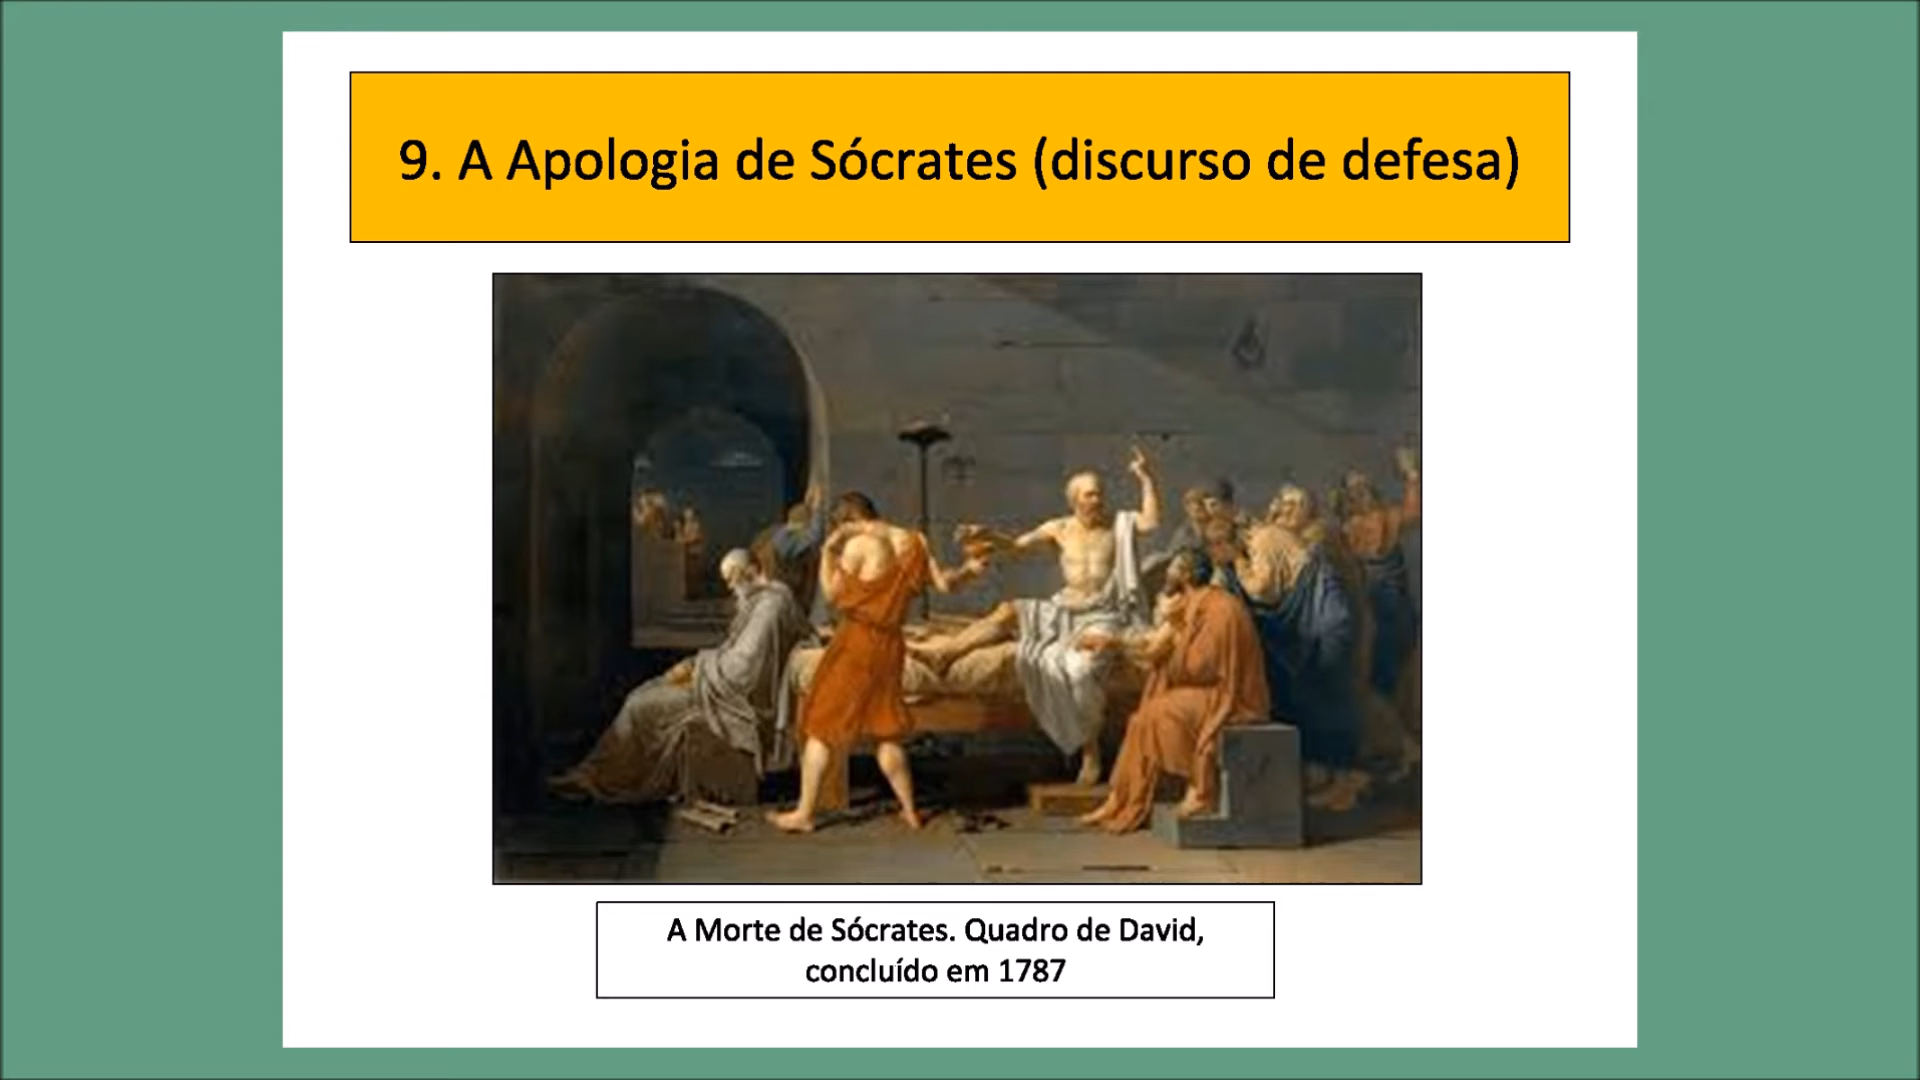 9. A Apologia de Sócrates (discurso de defesa)
A Morte de Sócrates. Quadro de David,
concluído em 1787